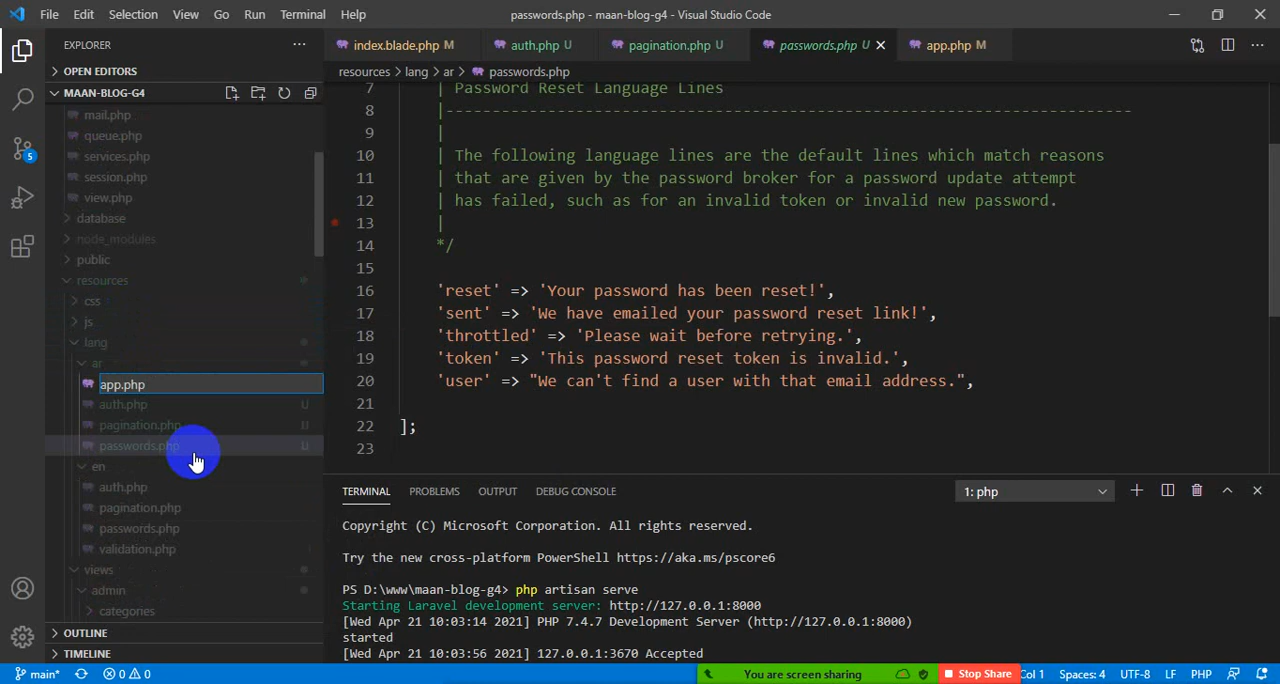 File Edit Selection View Go Run Terminal Help
passwords.php - maan-blog-g4 - Visual Studio Code
EXPLORER
OPEN EDITORS
MAAN-BLOG-G4
mail.php
queue.php
services.php
session.php
view.php
database
node_modules
public
resources
css
js
lang
ar
app.php
auth.php U
pagination.php U
passwords.php U
en
auth.php
pagination.php
passwords.php
validation.php
views
admin
categories
OUTLINE
TIMELINE
5
index.blade.php M
auth.php U
pagination.php U
passwords.php U
app.php M
resources > lang > ar > passwords.php
7 | Password Reset Language Lines
8 |--------------------------------------------------------------------------
9 |
10 | The following language lines are the default lines which match reasons
11 | that are given by the password broker for a password update attempt
12 | has failed, such as for an invalid token or invalid new password.
13 |
14 */
15
16 'reset' => 'Your password has been reset!',
17 'sent' => 'We have emailed your password reset link!',
18 'throttled' => 'Please wait before retrying.',
19 'token' => 'This password reset token is invalid.',
20 'user' => "We can't find a user with that email address.",
21
22 ];
23
TERMINAL PROBLEMS OUTPUT DEBUG CONSOLE
1: php
Copyright (C) Microsoft Corporation. All rights reserved.
Try the new cross-platform PowerShell https://aka.ms/pscore6
PS D:\www\maan-blog-g4> php artisan serve
Starting Laravel development server: http://127.0.0.1:8000
[Wed Apr 21 10:03:14 2021] PHP 7.4.7 Development Server (http://127.0.0.1:8000)
started
[Wed Apr 21 10:03:56 2021] 127.0.0.1:3670 Accepted
main* 0 0
You are screen sharing
Stop Share
Col 1 Spaces: 4 UTF-8 LF PHP